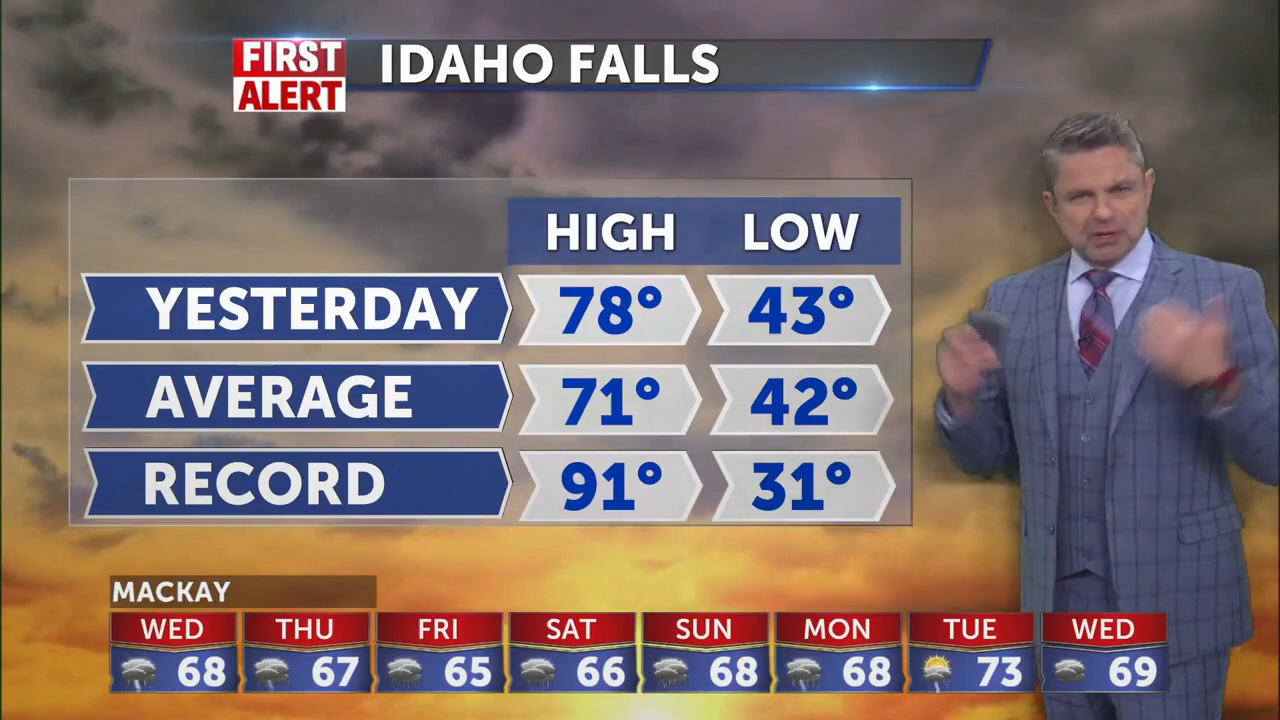 FIRST
ALERT
IDAHO FALLS
HIGH LOW
YESTERDAY 78° 43°
AVERAGE 71° 42°
RECORD 91° 31°
MACKAY
WED THU FRI SAT SUN MON TUE WED
68 67 65 66 68 68 73 69